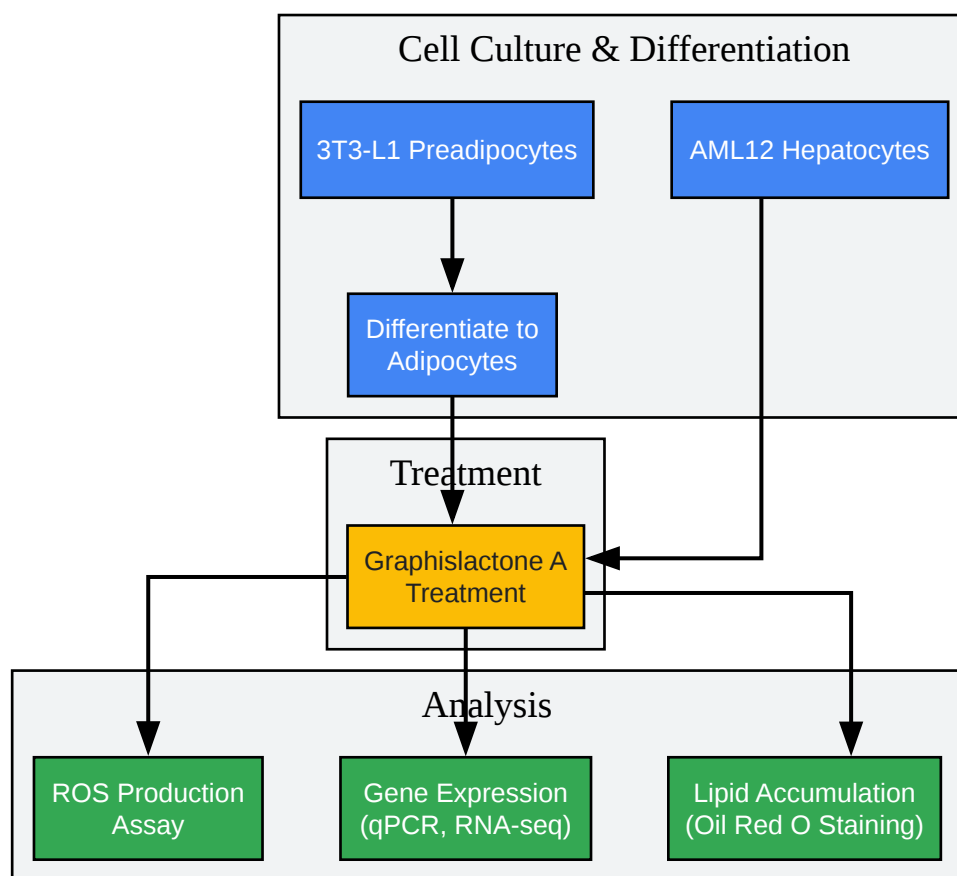 Cell Culture & Differentiation
3T3-L1 Preadipocytes
AML12 Hepatocytes
Differentiate to
Adipocytes
Treatment
Graphislactone A
Treatment
Analysis
ROS Production
Assay
Gene Expression
(qPCR, RNA-seq)
Lipid Accumulation
(Oil Red O Staining)